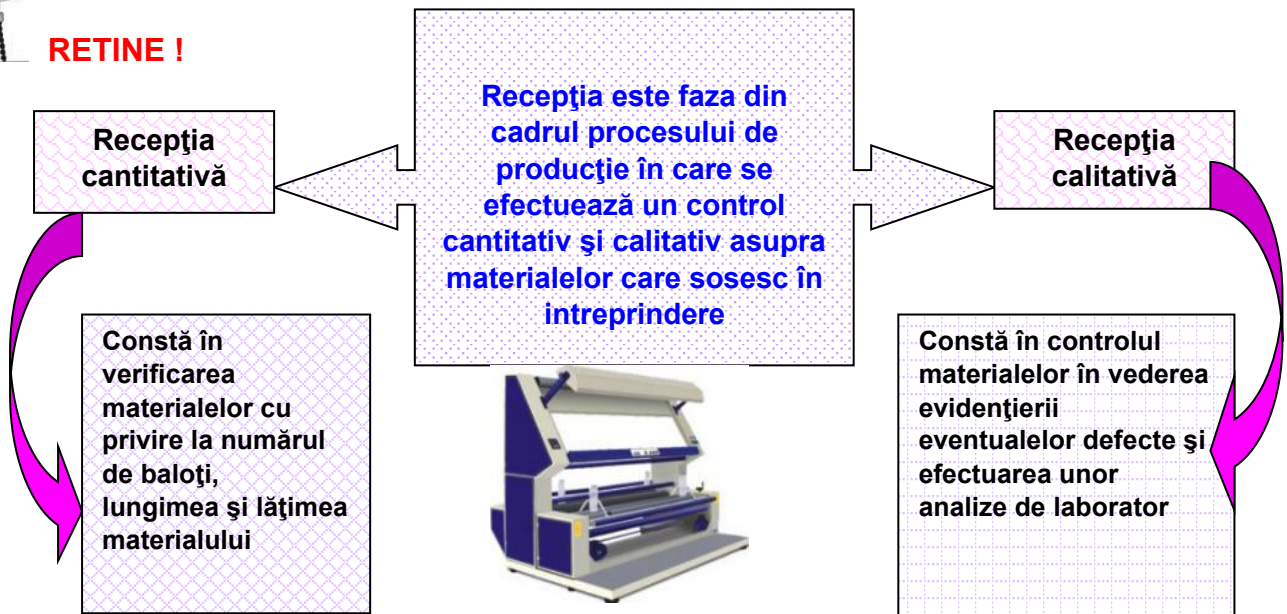 RETINE !
Recepţia este faza din
cadrul procesului de
producţie în care se
efectuează un control
cantitativ şi calitativ asupra
materialelor care sosesc în
intreprindere
Recepţia
cantitativă
Recepţia
calitativă
Constă în
verificarea
materialelor cu
privire la numărul
de baloţi,
lungimea şi lăţimea
materialului
Constă în controlul
materialelor în vederea
evidenţierii
eventualelor defecte şi
efectuarea unor
analize de laborator